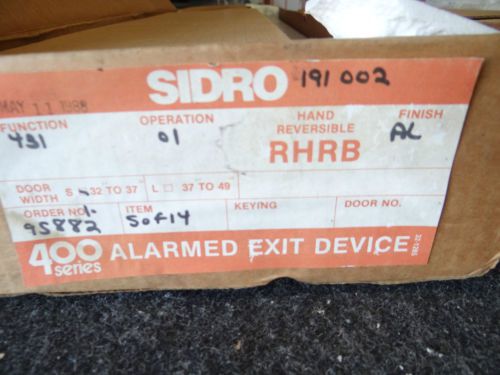 SIDRO 191 002
MAY 11 1988
FUNCTION OPERATION HAND REVERSIBLE FINISH
431 01 RHRB AL
DOOR WIDTH S 32 TO 37 L 37 TO 49
ORDER NO. ITEM KEYING DOOR NO.
95882 5 of 14
400 series ALARMED EXIT DEVICE